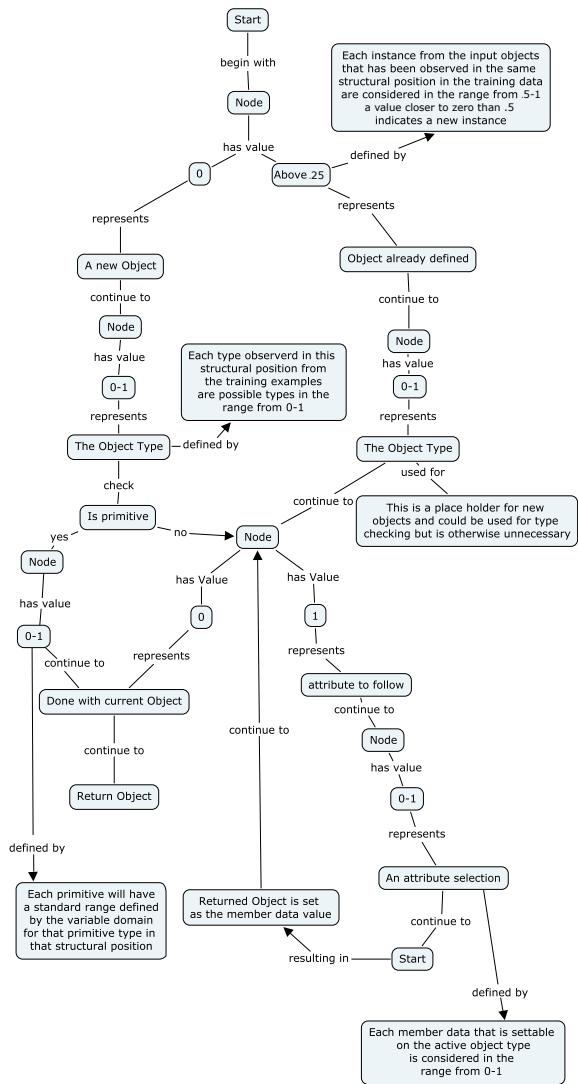 Start
begin with
Node
has value
Each instance from the input objects
that has been observed in the same
structural position in the training data
are considered in the range from .5-1
a value closer to zero than .5
indicates a new instance
defined by
0
Above .25
represents
represents
A new Object
Object already defined
continue to
continue to
Node
Node
has value
has value
0-1
0-1
represents
represents
Each type observerd in this
structural position from
the training examples
are possible types in the
range from 0-1
The Object Type
defined by
The Object Type
used for
check
continue to
This is a place holder for new
objects and could be used for type
checking but is otherwise unnecessary
Is primitive
yes
no
Node
Node
has Value
has Value
has value
0
1
0-1
continue to
represents
represents
attribute to follow
Done with current Object
continue to
continue to
Node
continue to
has value
Return Object
0-1
represents
defined by
An attribute selection
Each primitive will have
a standard range defined
by the variable domain
for that primitive type in
that structural position
Returned Object is set
as the member data value
continue to
resulting in
Start
defined by
Each member data that is settable
on the active object type
is considered in the
range from 0-1